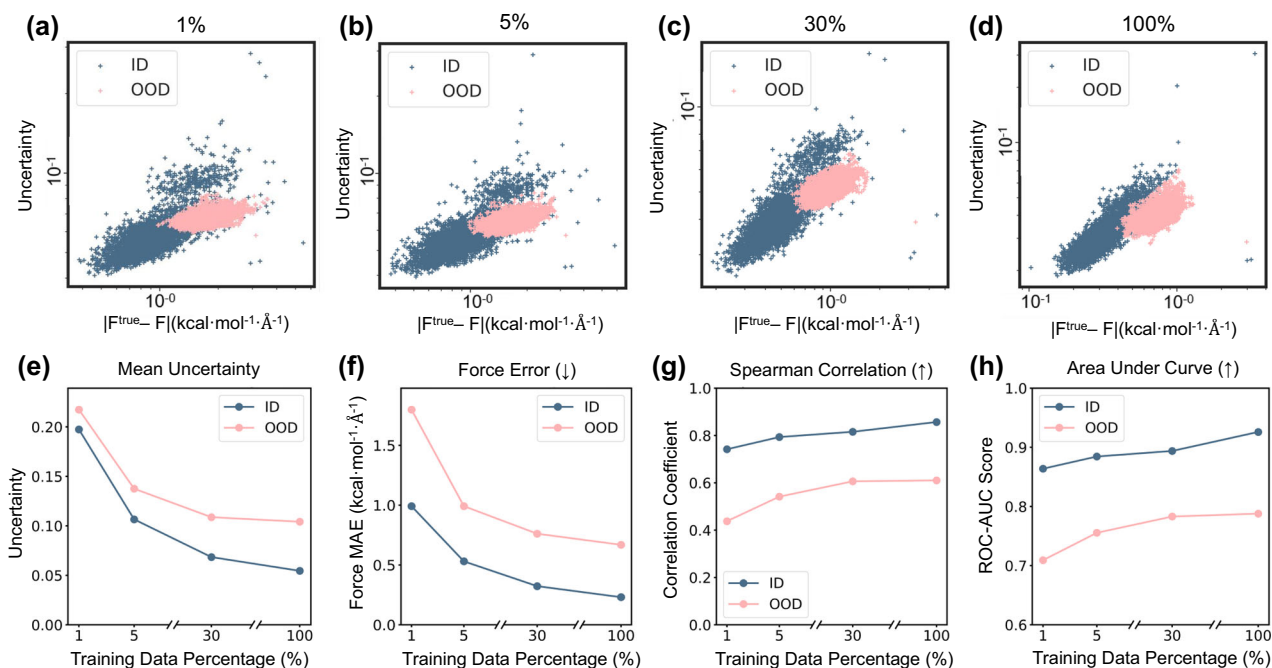 (a) 1%
ID
OOD
Uncertainty
10⁻¹
10⁻⁰
|Fᵗʳᵘᵉ– F|(kcal·mol⁻¹·Å⁻¹)
(b) 5%
ID
OOD
Uncertainty
10⁻¹
10⁻⁰
|Fᵗʳᵘᵉ– F|(kcal·mol⁻¹·Å⁻¹)
(c) 30%
ID
OOD
Uncertainty
10⁻¹
10⁻⁰
|Fᵗʳᵘᵉ– F|(kcal·mol⁻¹·Å⁻¹)
(d) 100%
ID
OOD
Uncertainty
10⁻¹
10⁻¹ 10⁻⁰
|Fᵗʳᵘᵉ– F|(kcal·mol⁻¹·Å⁻¹)
(e) Mean Uncertainty
ID
OOD
Uncertainty
0.20
0.15
0.10
0.05
0.00
1 5 30 100
Training Data Percentage (%)
(f) Force Error (↓)
ID
OOD
Force MAE (kcal·mol⁻¹·Å⁻¹)
1.5
1.0
0.5
0.0
1 5 30 100
Training Data Percentage (%)
(g) Spearman Correlation (↑)
Correlation Coefficient
1.0
0.8
0.6
0.4
0.2
0.0
ID
OOD
1 5 30 100
Training Data Percentage (%)
(h) Area Under Curve (↑)
ID
OOD
ROC-AUC Score
1.0
0.9
0.8
0.7
0.6
1 5 30 100
Training Data Percentage (%)